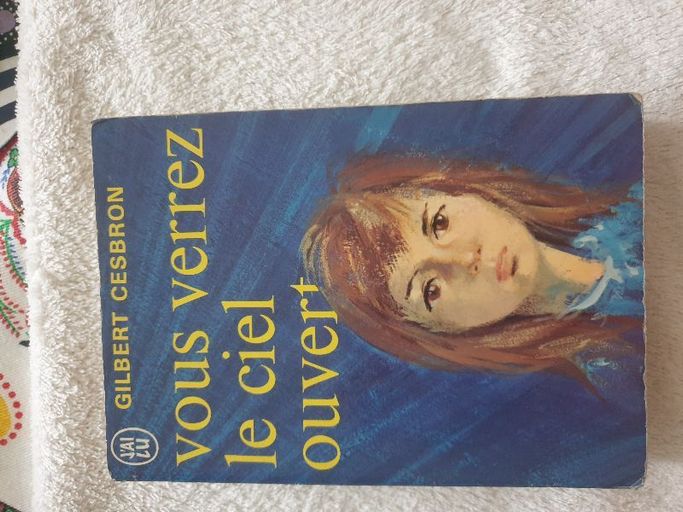 J'AI
LU
GILBERT CESBRON
vous verrez
le ciel
ouvert